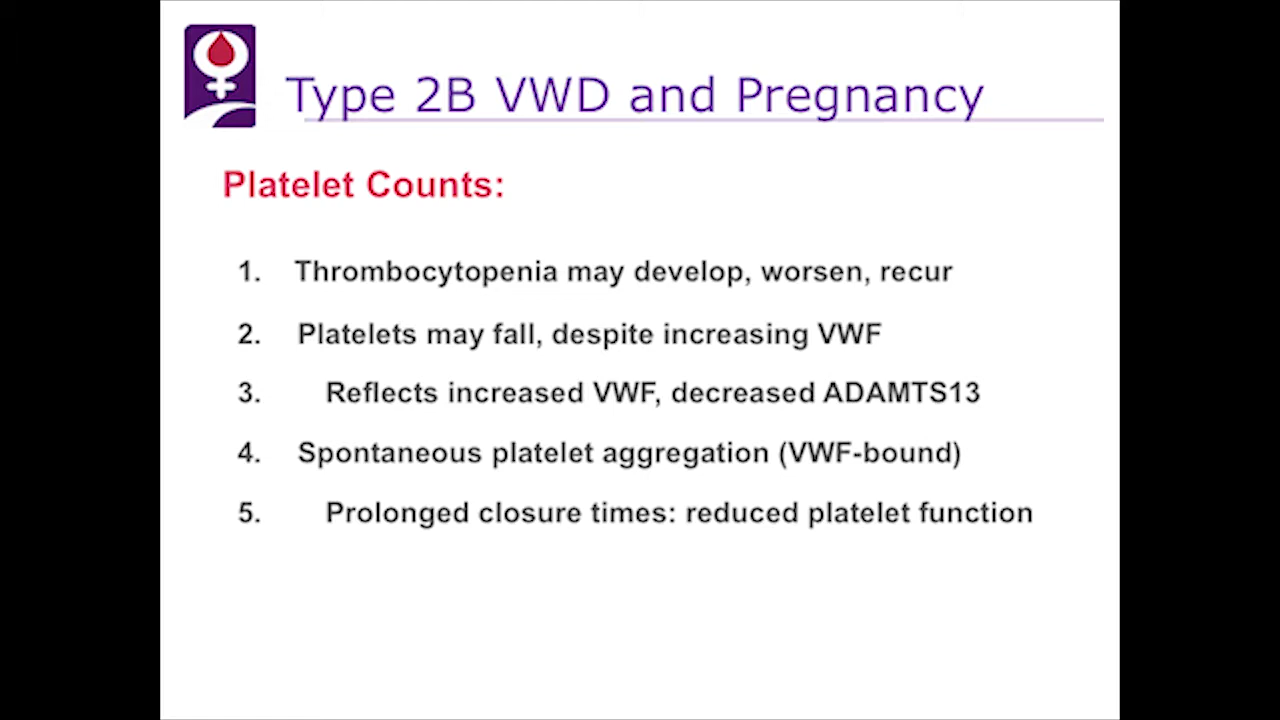 Type 2B VWD and Pregnancy
Platelet Counts:
1. Thrombocytopenia may develop, worsen, recur
2. Platelets may fall, despite increasing VWF
3. Reflects increased VWF, decreased ADAMTS13
4. Spontaneous platelet aggregation (VWF-bound)
5. Prolonged closure times: reduced platelet function